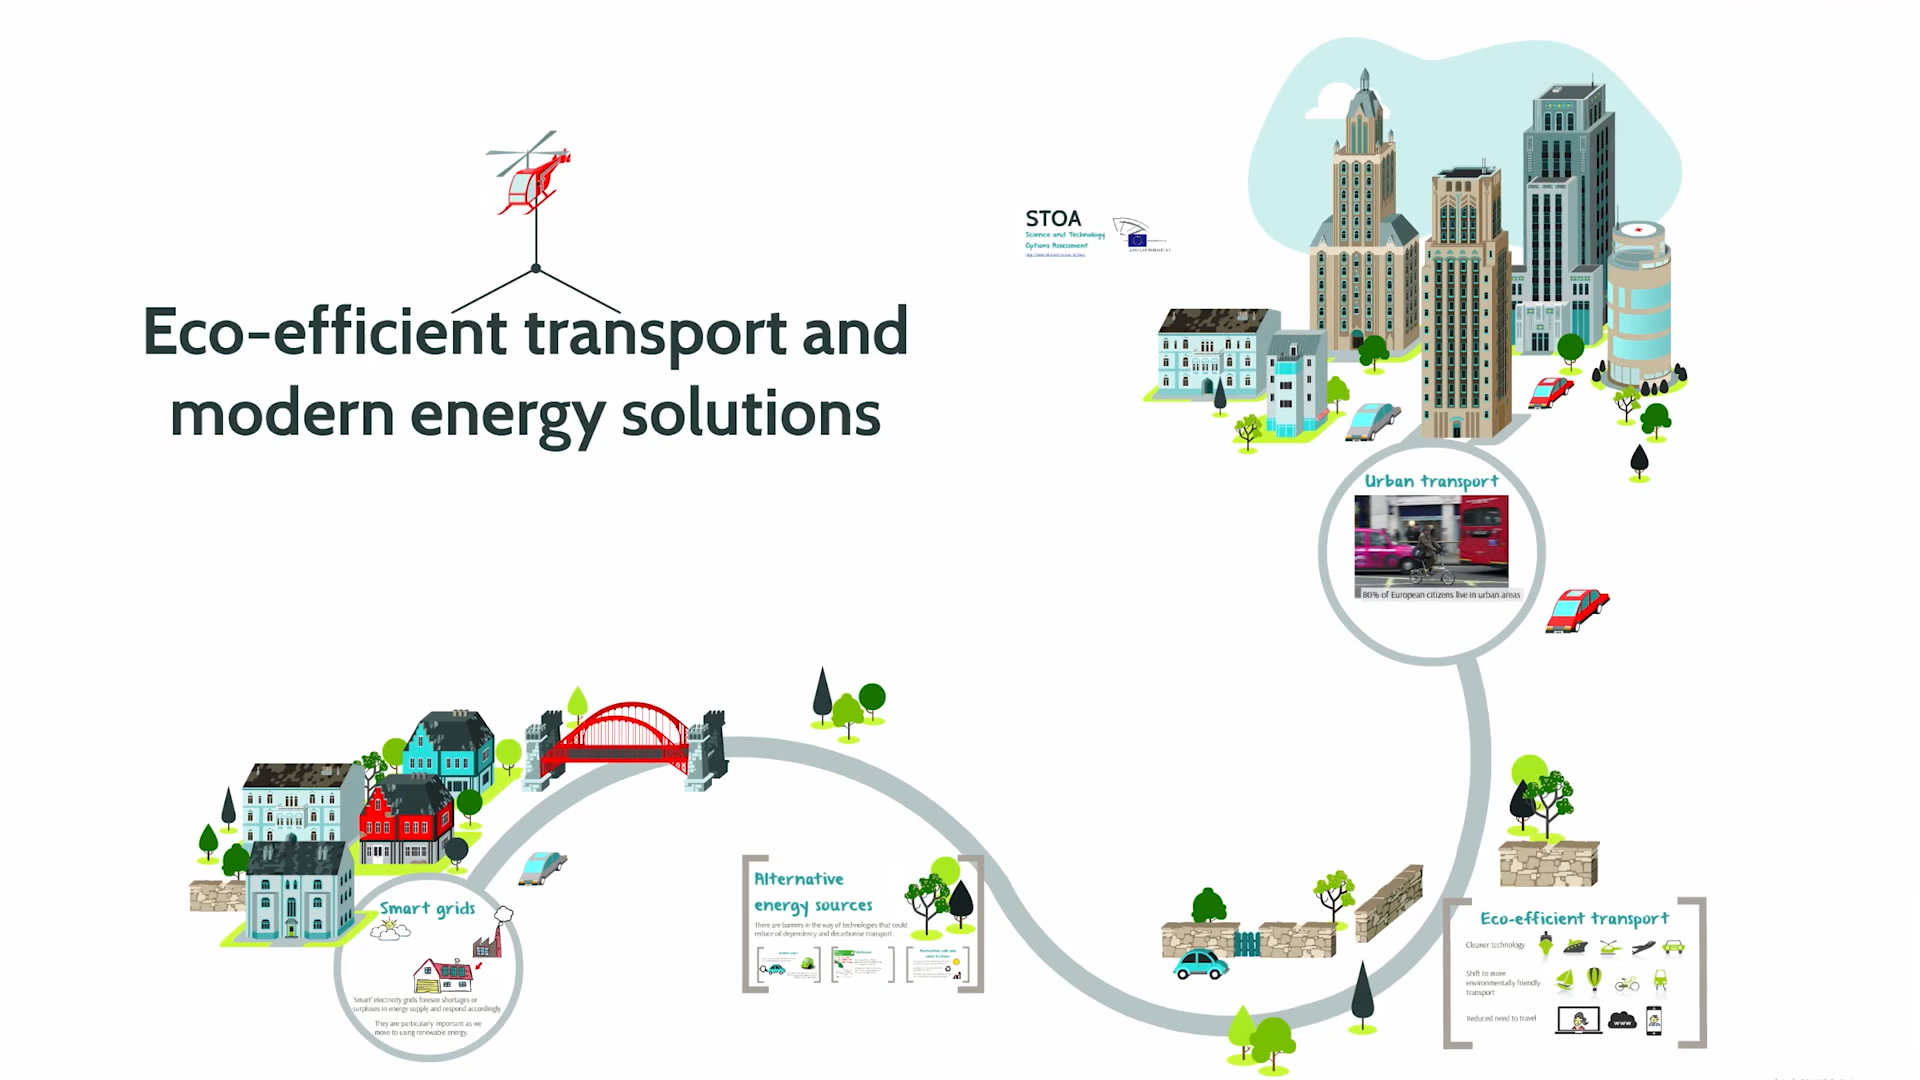 Eco-efficient transport and
modern energy solutions
STOA
Science and Technology
Options Assessment
Urban transport
80% of European citizens live in urban areas
Smart grids
'Smart' electricity grids foresee shortages or
surpluses in energy supply and respond accordingly.
They are particularly important as we
move to using renewable energy.
Alternative
energy sources
There are barriers in the way of technologies that could
reduce oil dependency and decarbonise transport
Eco-efficient transport
Cleaner technology
Shift to more
environmentally friendly
transport
Reduced need to travel
www